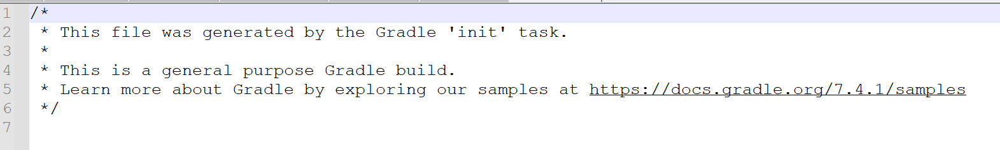 1 /*
2  * This file was generated by the Gradle 'init' task.
3  *
4  * This is a general purpose Gradle build.
5  * Learn more about Gradle by exploring our samples at https://docs.gradle.org/7.4.1/samples
6  */
7